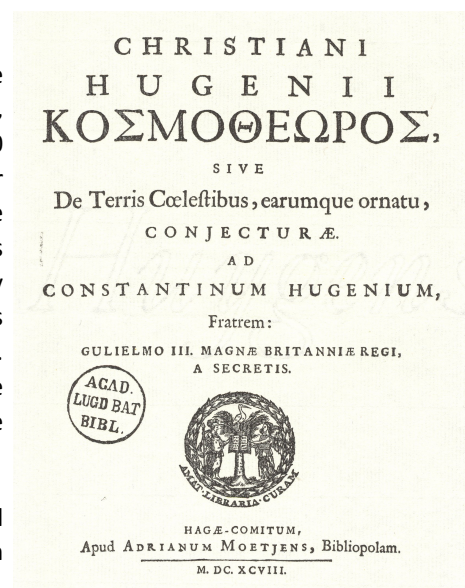 CHRISTIANI
HUGENII
ΚΟΣΜΟΘΕΩΡΟΣ,
SIVE
De Terris Cœleſtibus, earumque ornatu,
CONJECTURÆ.
AD
CONSTANTINUM HUGENIUM,
Fratrem:
GULIELMO III. MAGNÆ BRITANNIÆ REGI,
A SECRETIS.
ACAD.
LUGD BAT
BIBL.
AMAT LIBRARIA CURAM
HAGÆ-COMITUM,
Apud ADRIANUM MOETJENS, Bibliopolam.
M. DC. XCVIII.